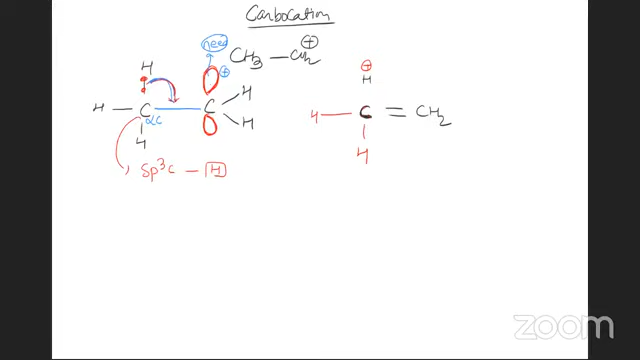 Carbocation
need
CH3 — CH2 +
H
+
H — C — C H
αC
H
H
Sp3c — H
+
H
H — C = CH2
H
zoom